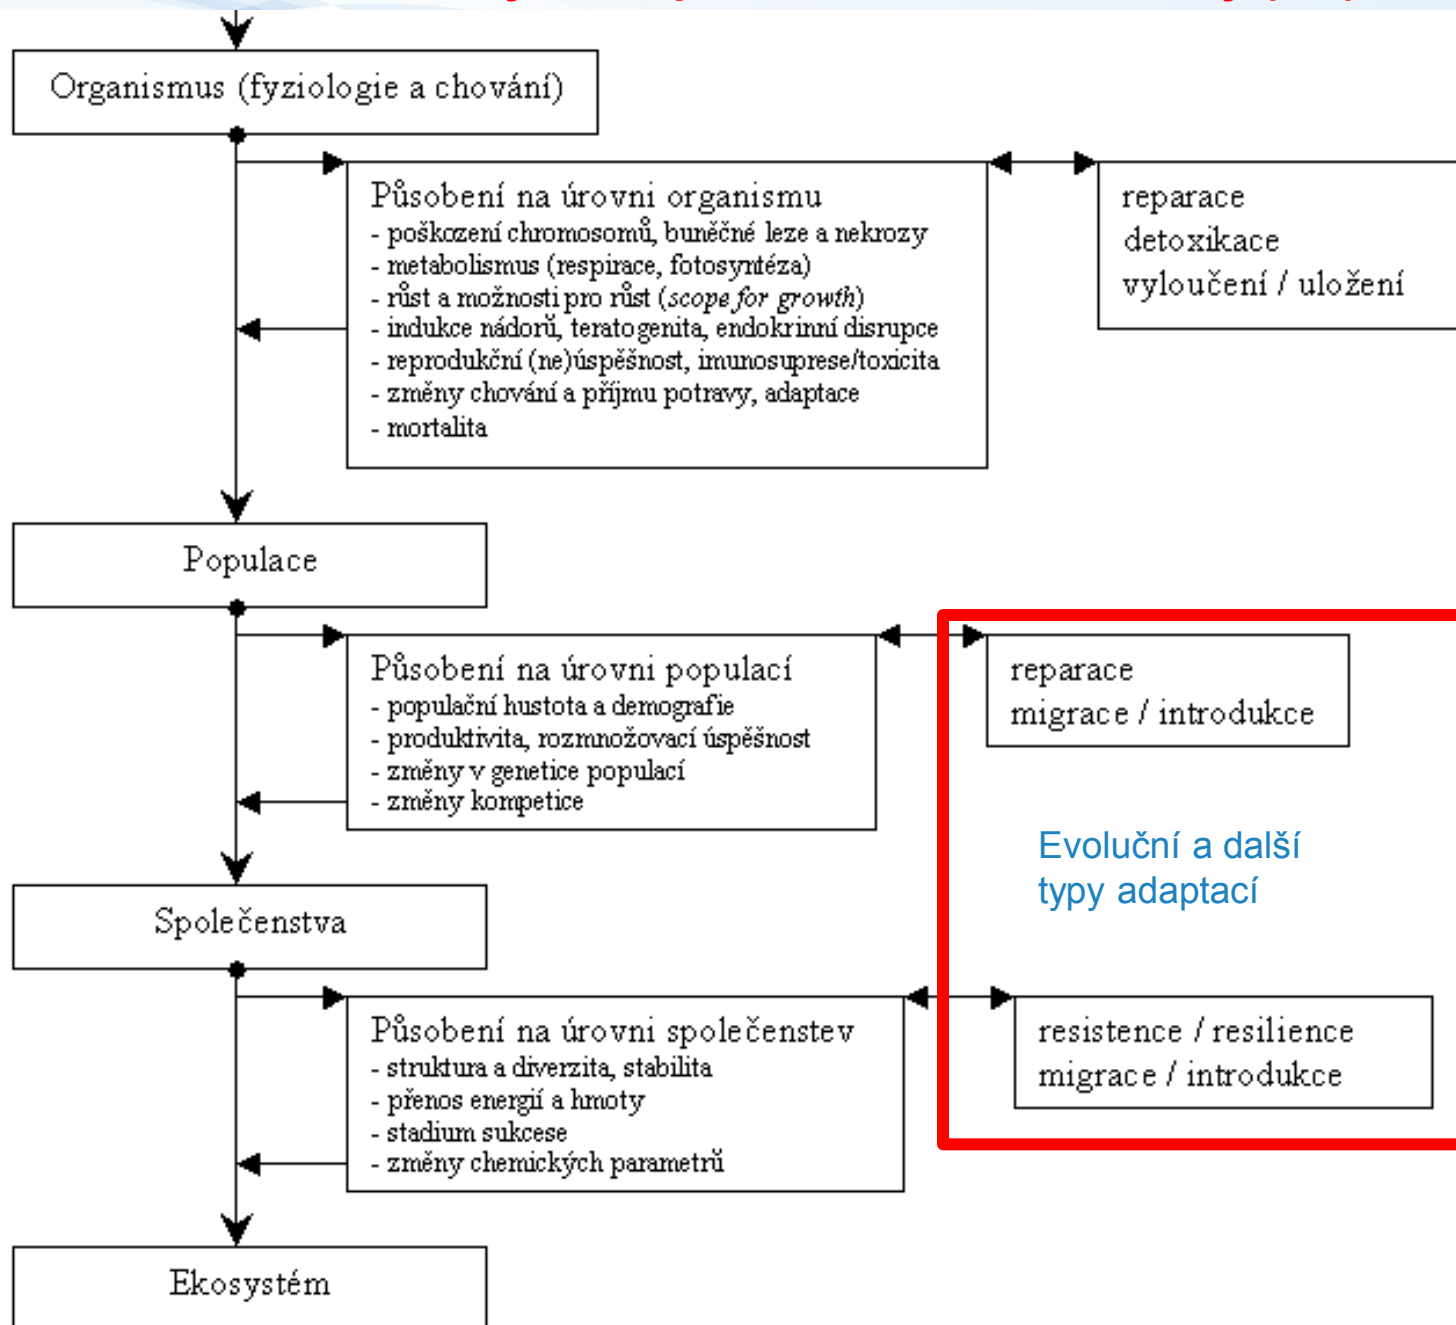 Organismus (fyziologie a chování)
Působení na úrovni organismu
- poškození chromosomů, buněčné leze a nekrozy
- metabolismus (respirace, fotosyntéza)
- růst a možnosti pro růst (scope for growth)
- indukce nádorů, teratogenita, endokrinní disrupce
- reprodukční (ne)úspěšnost, imunosuprese/toxicita
- změny chování a příjmu potravy, adaptace
- mortalita
reparace
detoxikace
vyloučení / uložení
Populace
Působení na úrovni populací
- populační hustota a demografie
- produktivita, rozmnožovací úspěšnost
- změny v genetice populací
- změny kompetice
reparace
migrace / introdukce
Evoluční a další
typy adaptací
Společenstva
Působení na úrovni společenstev
- struktura a diverzita, stabilita
- přenos energií a hmoty
- stadium sukcese
- změny chemických parametrů
resistence / resilience
migrace / introdukce
Ekosystém